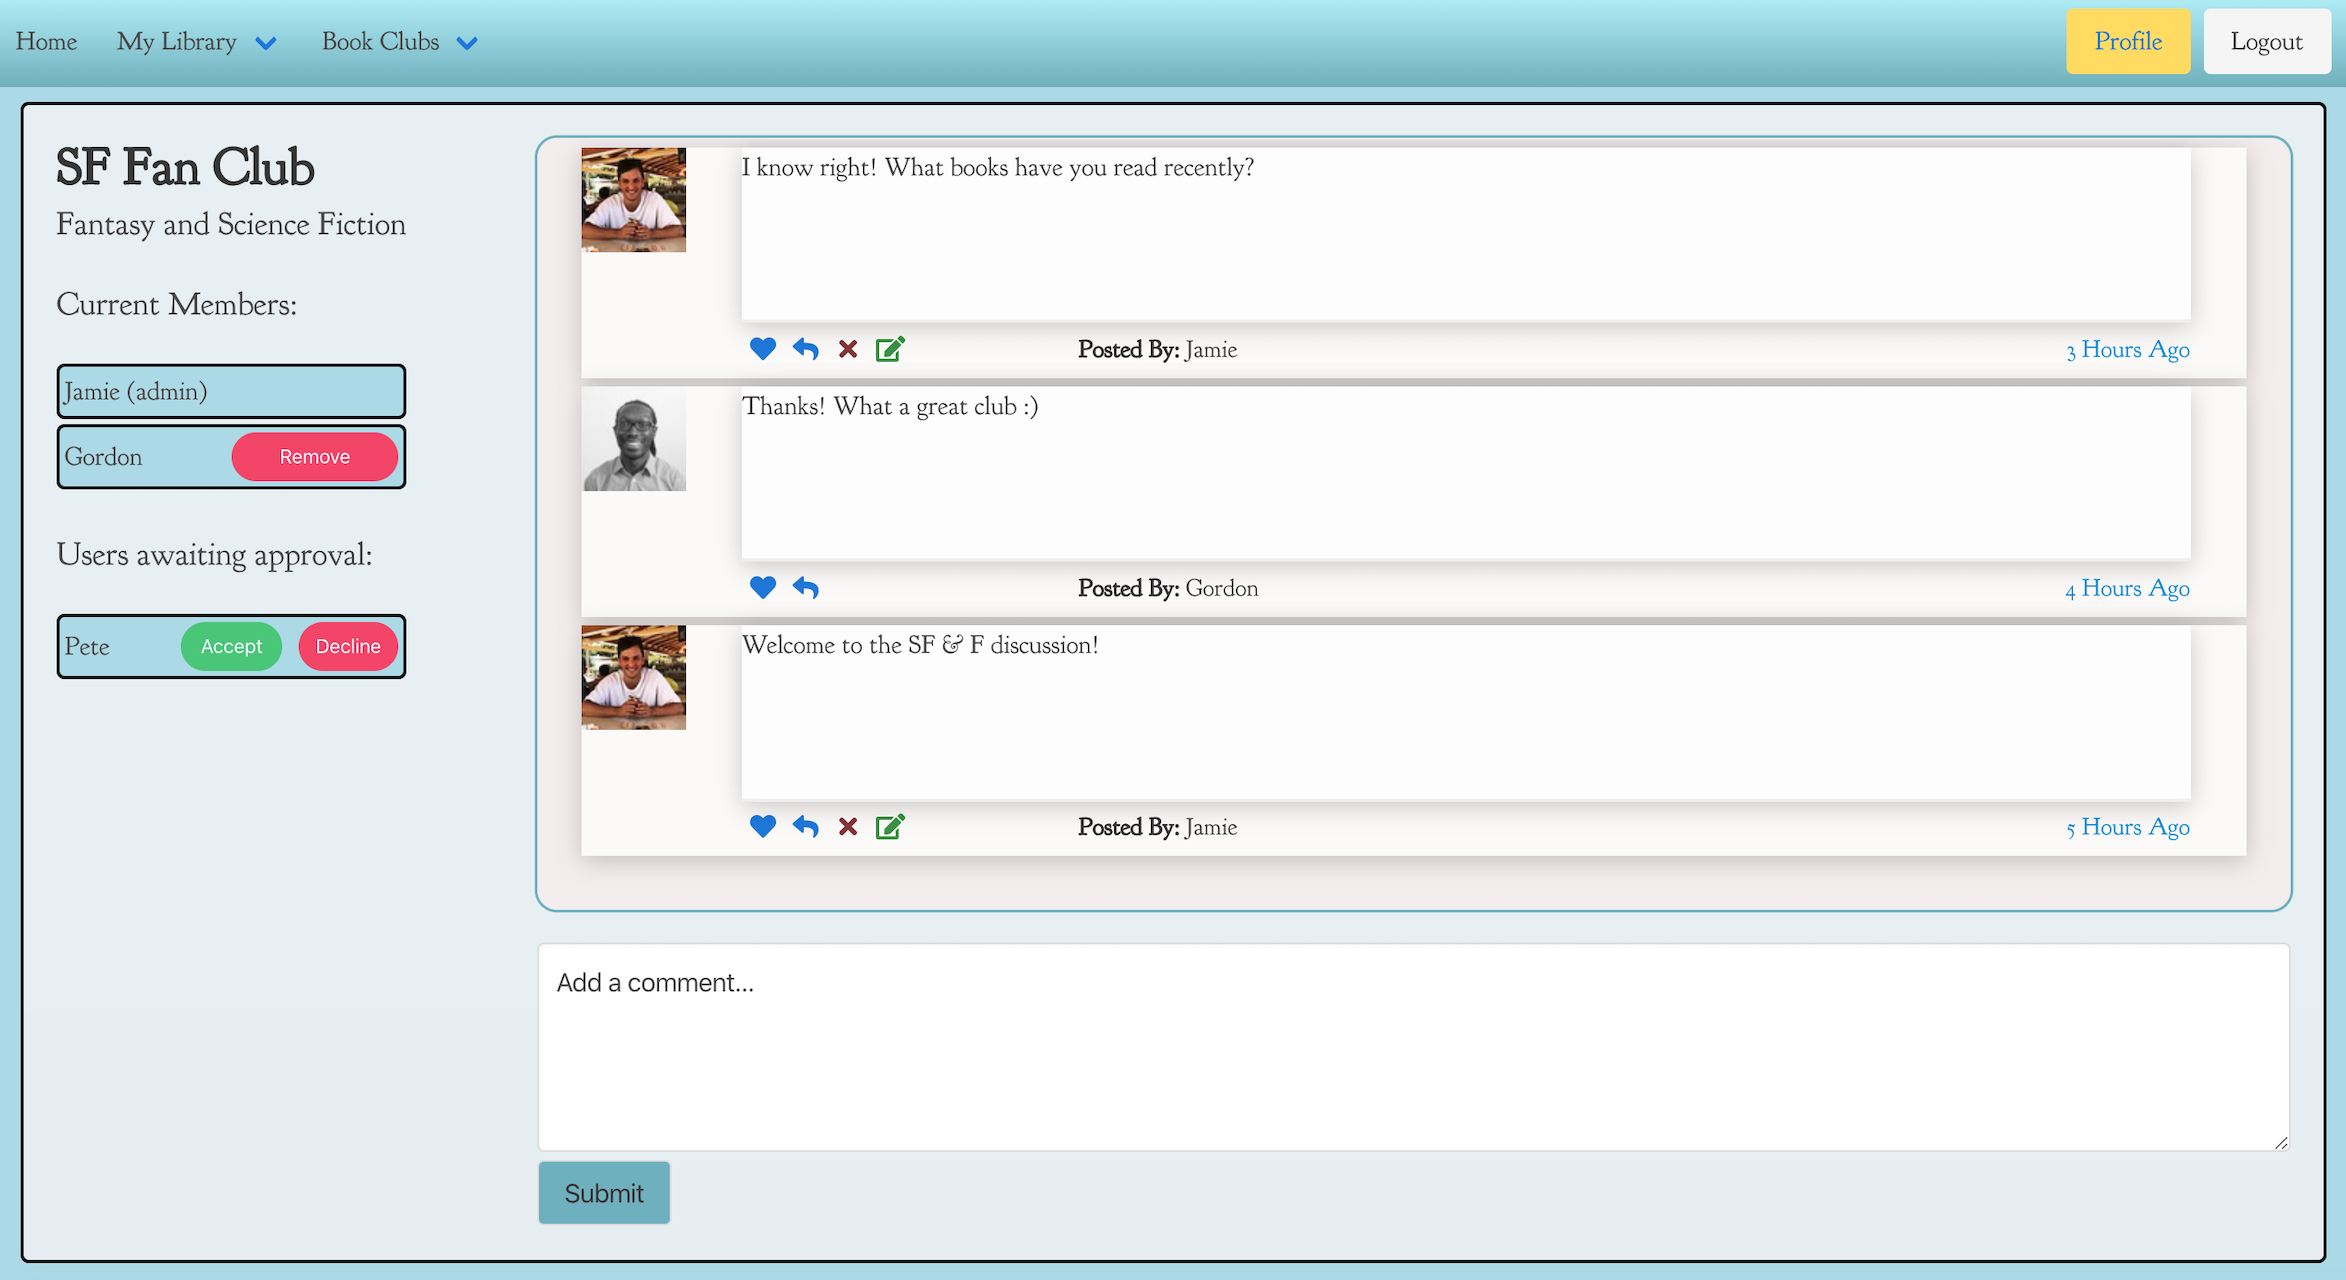 Home My Library Book Clubs Profile Logout
SF Fan Club
Fantasy and Science Fiction
Current Members:
Jamie (admin)
Gordon Remove
Users awaiting approval:
Pete Accept Decline
I know right! What books have you read recently?
Posted By: Jamie 3 Hours Ago
Thanks! What a great club :)
Posted By: Gordon 4 Hours Ago
Welcome to the SF & F discussion!
Posted By: Jamie 5 Hours Ago
Add a comment...
Submit